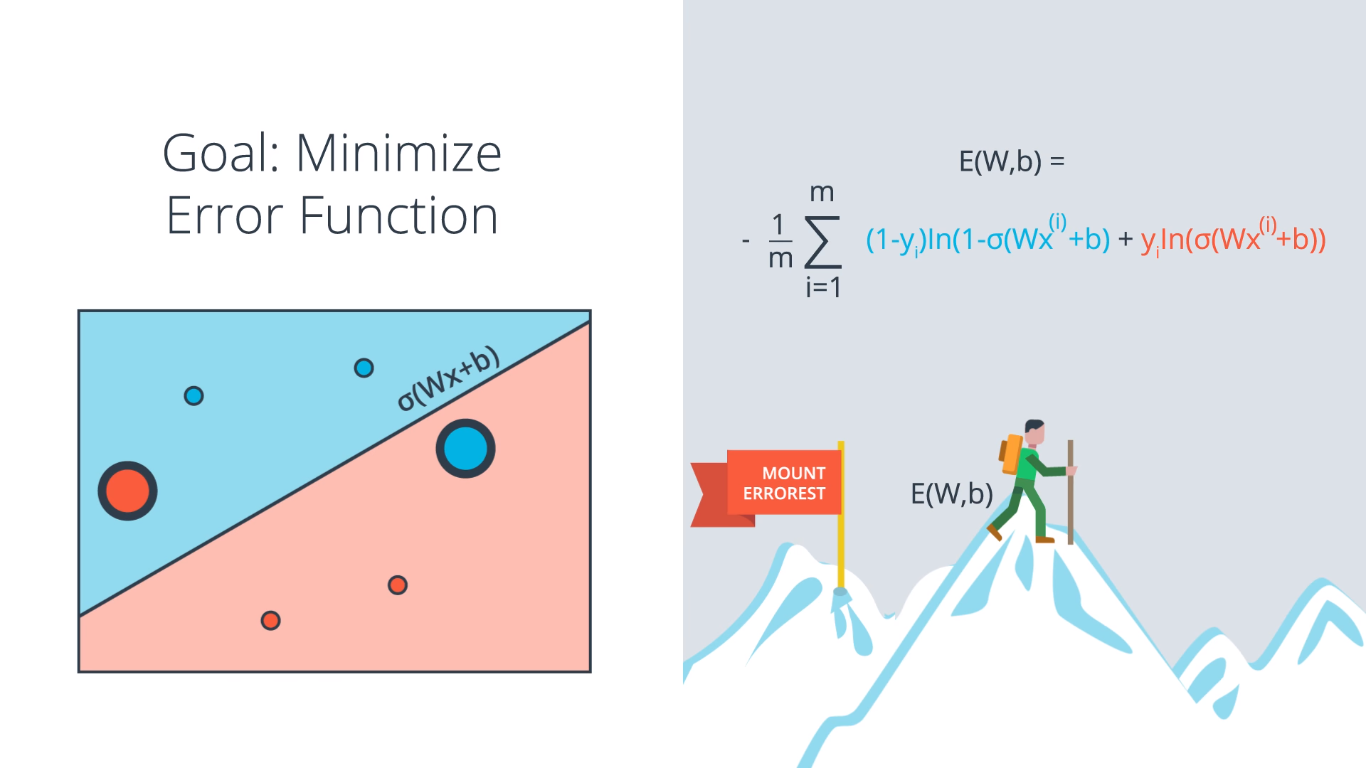 Goal: Minimize
Error Function
σ(Wx+b)
E(W,b) =
m
- 1/m ∑ (1-yᵢ)ln(1-σ(Wx⁽ⁱ⁾+b) + yᵢln(σ(Wx⁽ⁱ⁾+b))
i=1
MOUNT
ERROREST
E(W,b)